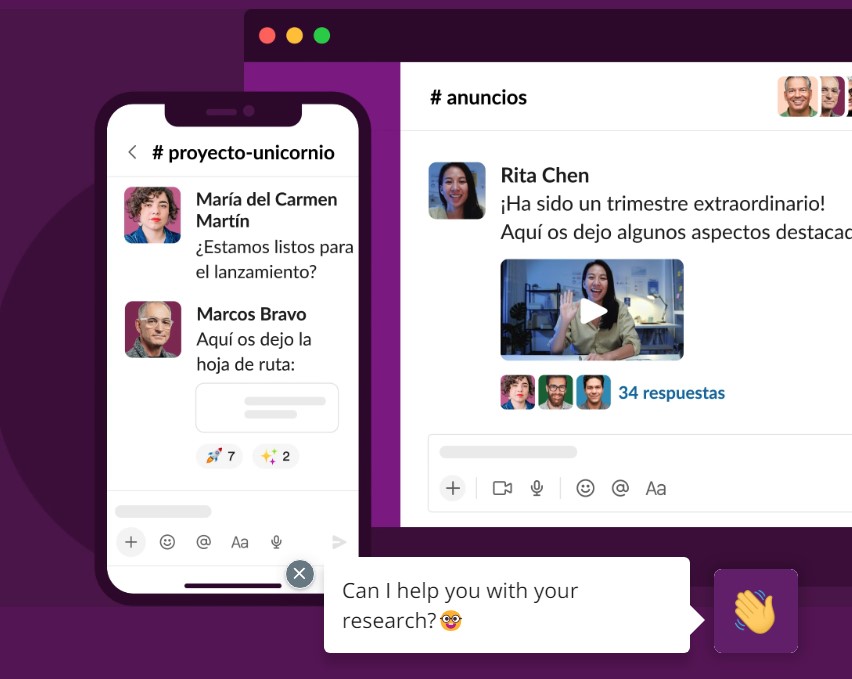 # anuncios
Rita Chen
¡Ha sido un trimestre extraordinario!
Aquí os dejo algunos aspectos
34 respuestas
Aa
# proyecto-unicornio
María del Carmen
Martín
¿Estamos listos para
el lanzamiento?
Marcos Bravo
Aquí os dejo la
hoja de ruta:
🚀 7 ✨ 2
@ Aa
Can I help you with your
research?🤓